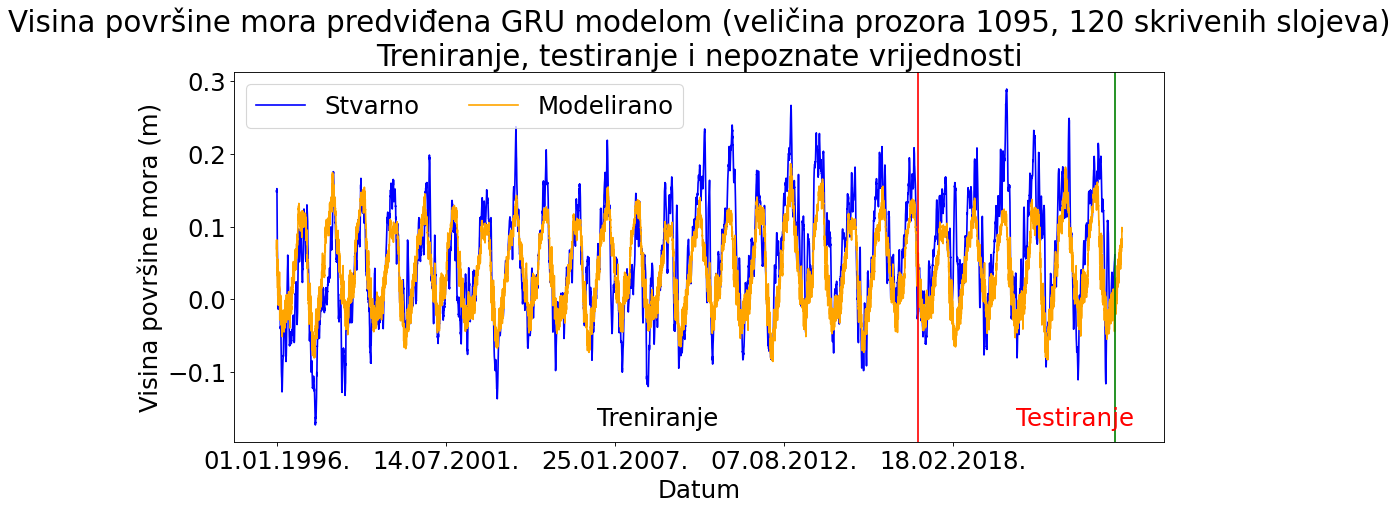 Visina površine mora predviđena GRU modelom (veličina prozora 1095, 120 skrivenih slojeva)
Treniranje, testiranje i nepoznate vrijednosti
Stvarno Modelirano
Visina površine mora (m)
0.3
0.2
0.1
0.0
−0.1
Treniranje Testiranje
01.01.1996. 14.07.2001. 25.01.2007. 07.08.2012. 18.02.2018.
Datum